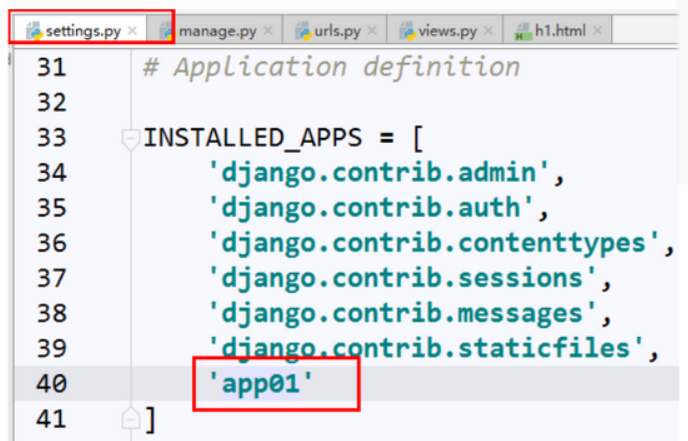 settings.py × manage.py × urls.py × views.py × h1.html ×
31 # Application definition
32
33 INSTALLED_APPS = [
34 'django.contrib.admin',
35 'django.contrib.auth',
36 'django.contrib.contenttypes',
37 'django.contrib.sessions',
38 'django.contrib.messages',
39 'django.contrib.staticfiles',
40 'app01'
41 ]